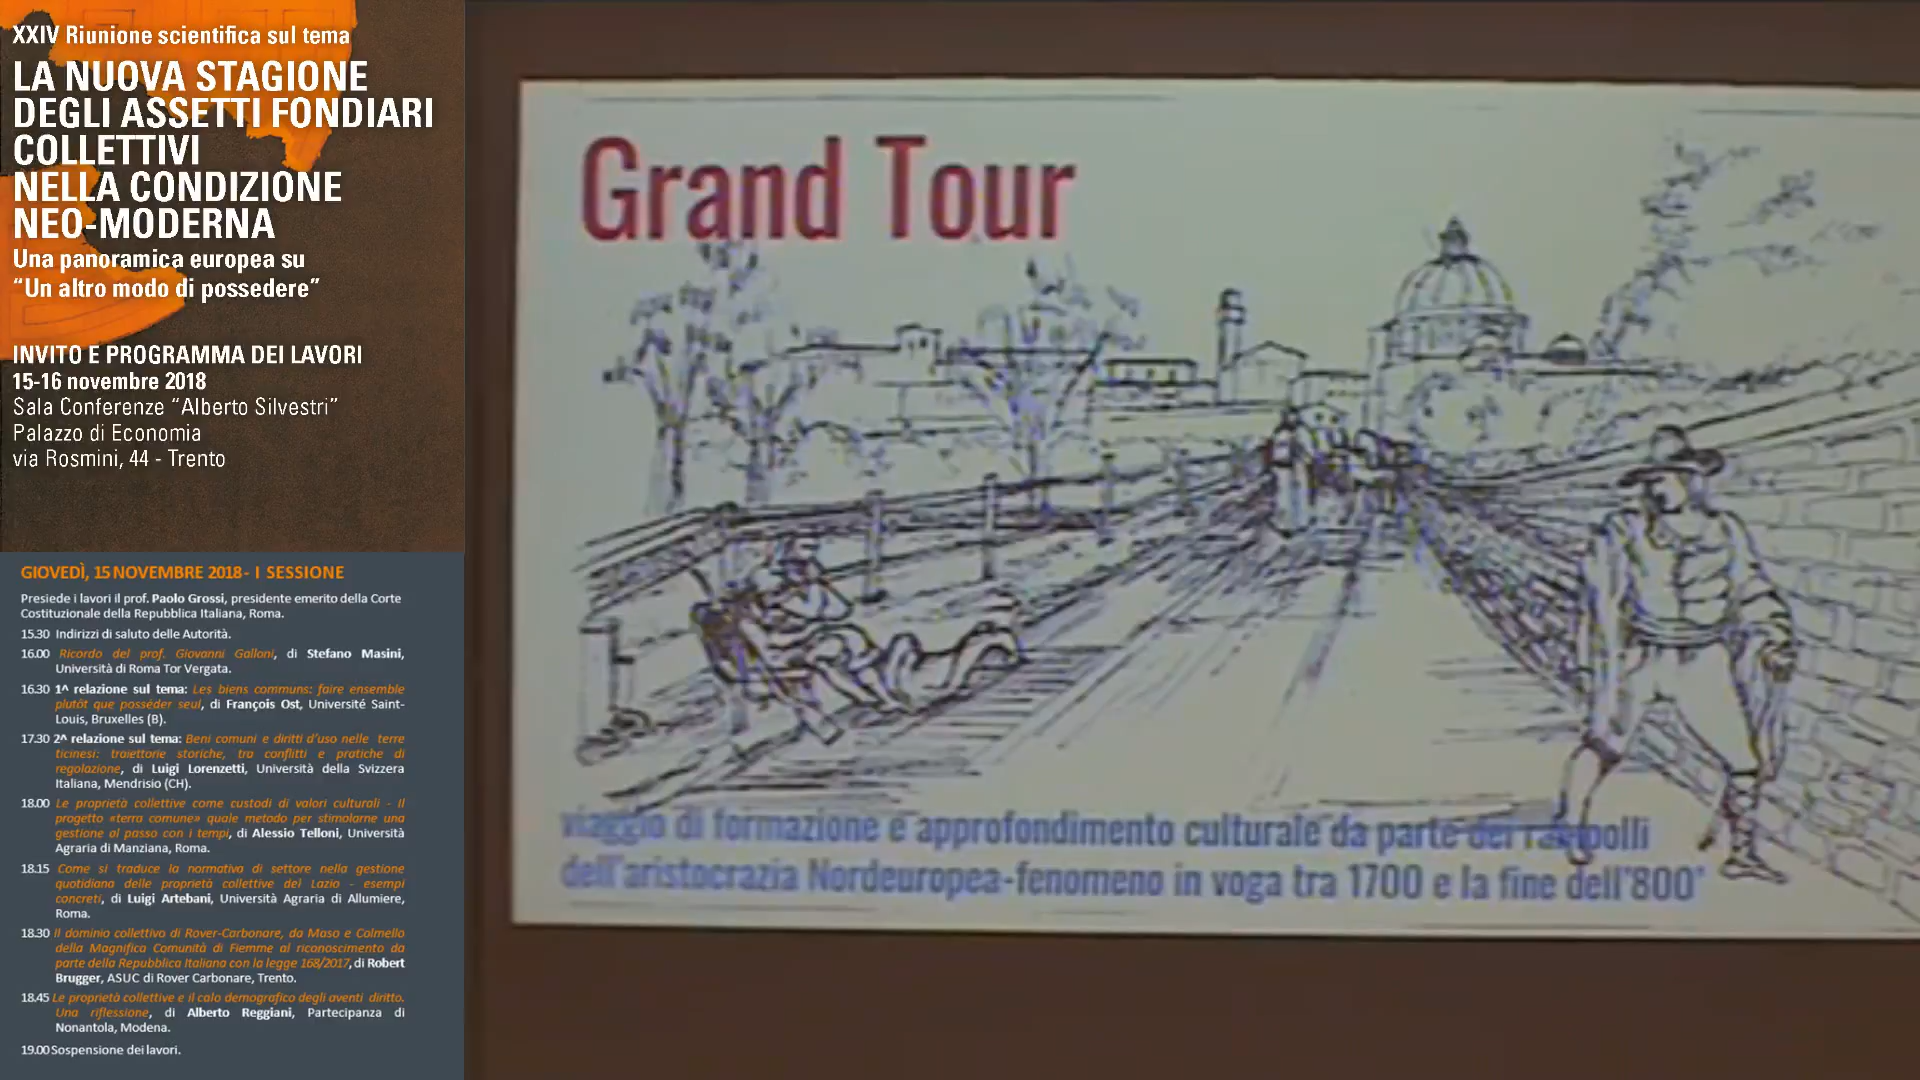 XXIV Riunione scientifica sul tema
LA NUOVA STAGIONE
DEGLI ASSETTI FONDIARI
COLLETTIVI
NELLA CONDIZIONE
NEO-MODERNA
Una panoramica europea su
“Un altro modo di possedere”
INVITO E PROGRAMMA DEI LAVORI
15-16 novembre 2018
Sala Conferenze “Alberto Silvestri”
Palazzo di Economia
via Rosmini, 44 - Trento
GIOVEDÌ, 15 NOVEMBRE 2018 - I SESSIONE
Presiede i lavori il prof. Paolo Grossi, presidente emerito della Corte
Costituzionale della Repubblica Italiana, Roma.
15.30 Indirizzi di saluto delle Autorità.
16.00 Ricordo del prof. Giovanni Galloni, di Stefano Masini,
Università di Roma Tor Vergata.
16.30 1^ relazione sul tema: Les biens communs: faire ensemble
plutôt que posséder seul, di François Ost, Université Saint-
Louis, Bruxelles (B).
17.30 2^ relazione sul tema: Beni comuni e diritti d'uso nelle terre
ticinesi: traiettorie storiche, tra conflitti e pratiche di
regolazione, di Luigi Lorenzetti, Università della Svizzera
Italiana, Mendrisio (CH).
18.00 Le proprietà collettive come custodi di valori culturali - Il
progetto «terra comune» quale metodo per stimolarne una
gestione al passo con i tempi, di Alessio Telloni, Università
Agraria di Manziana, Roma.
18.15 Come si traduce la normativa di settore nella gestione
quotidiana delle proprietà collettive del Lazio - esempi
concreti, di Luigi Artebani, Università Agraria di Allumiere,
Roma.
18.30 Il dominio collettivo di Rover-Carbonare, da Maso e Colmello
della Magnifica Comunità di Fiemme al riconoscimento da
parte della Repubblica Italiana con la legge 168/2017, di Robert
Brugger, ASUC di Rover Carbonare, Trento.
18.45 Le proprietà collettive e il calo demografico degli aventi diritto.
Una riflessione, di Alberto Reggiani, Partecipanza di
Nonantola, Modena.
19.00 Sospensione dei lavori.
Grand Tour
viaggio di formazione e approfondimento culturale da parte dei rampolli
dell'aristocrazia Nordeuropea-fenomeno in voga tra 1700 e la fine dell'800"